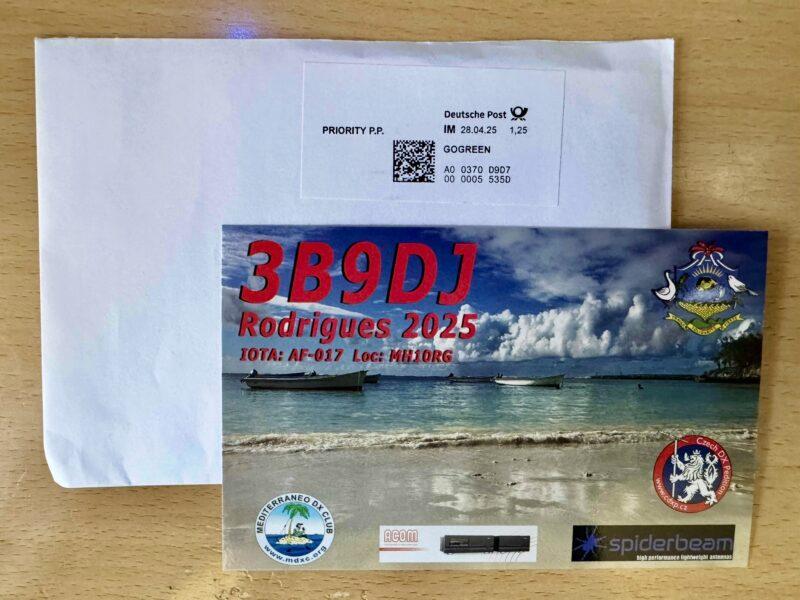 Deutsche Post
PRIORITY P.P.
IM 28.04.25 1,25
GOGREEN
A0 0370 D9D7
00 0005 535D
3B9DJ
Rodrigues 2025
IOTA: AF-017 Loc: MH10RG
Czech DX Pedition
www.cdxp.cz
MEDITERRANEO DX CLUB
www.mdxc.org
ACOM
spiderbeam
high performance lightweight antennas